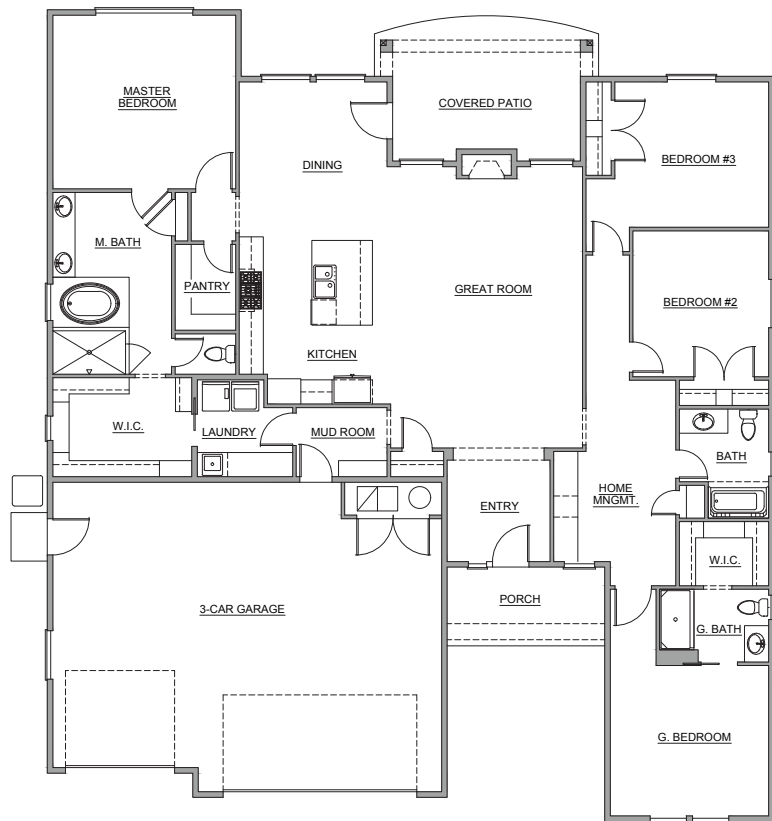 MASTER
BEDROOM
COVERED PATIO
DINING
BEDROOM #3
M. BATH
PANTRY
GREAT ROOM
BEDROOM #2
KITCHEN
W.I.C.
LAUNDRY
MUD ROOM
BATH
HOME
MNGMT.
ENTRY
W.I.C.
3-CAR GARAGE
PORCH
G. BATH
G. BEDROOM